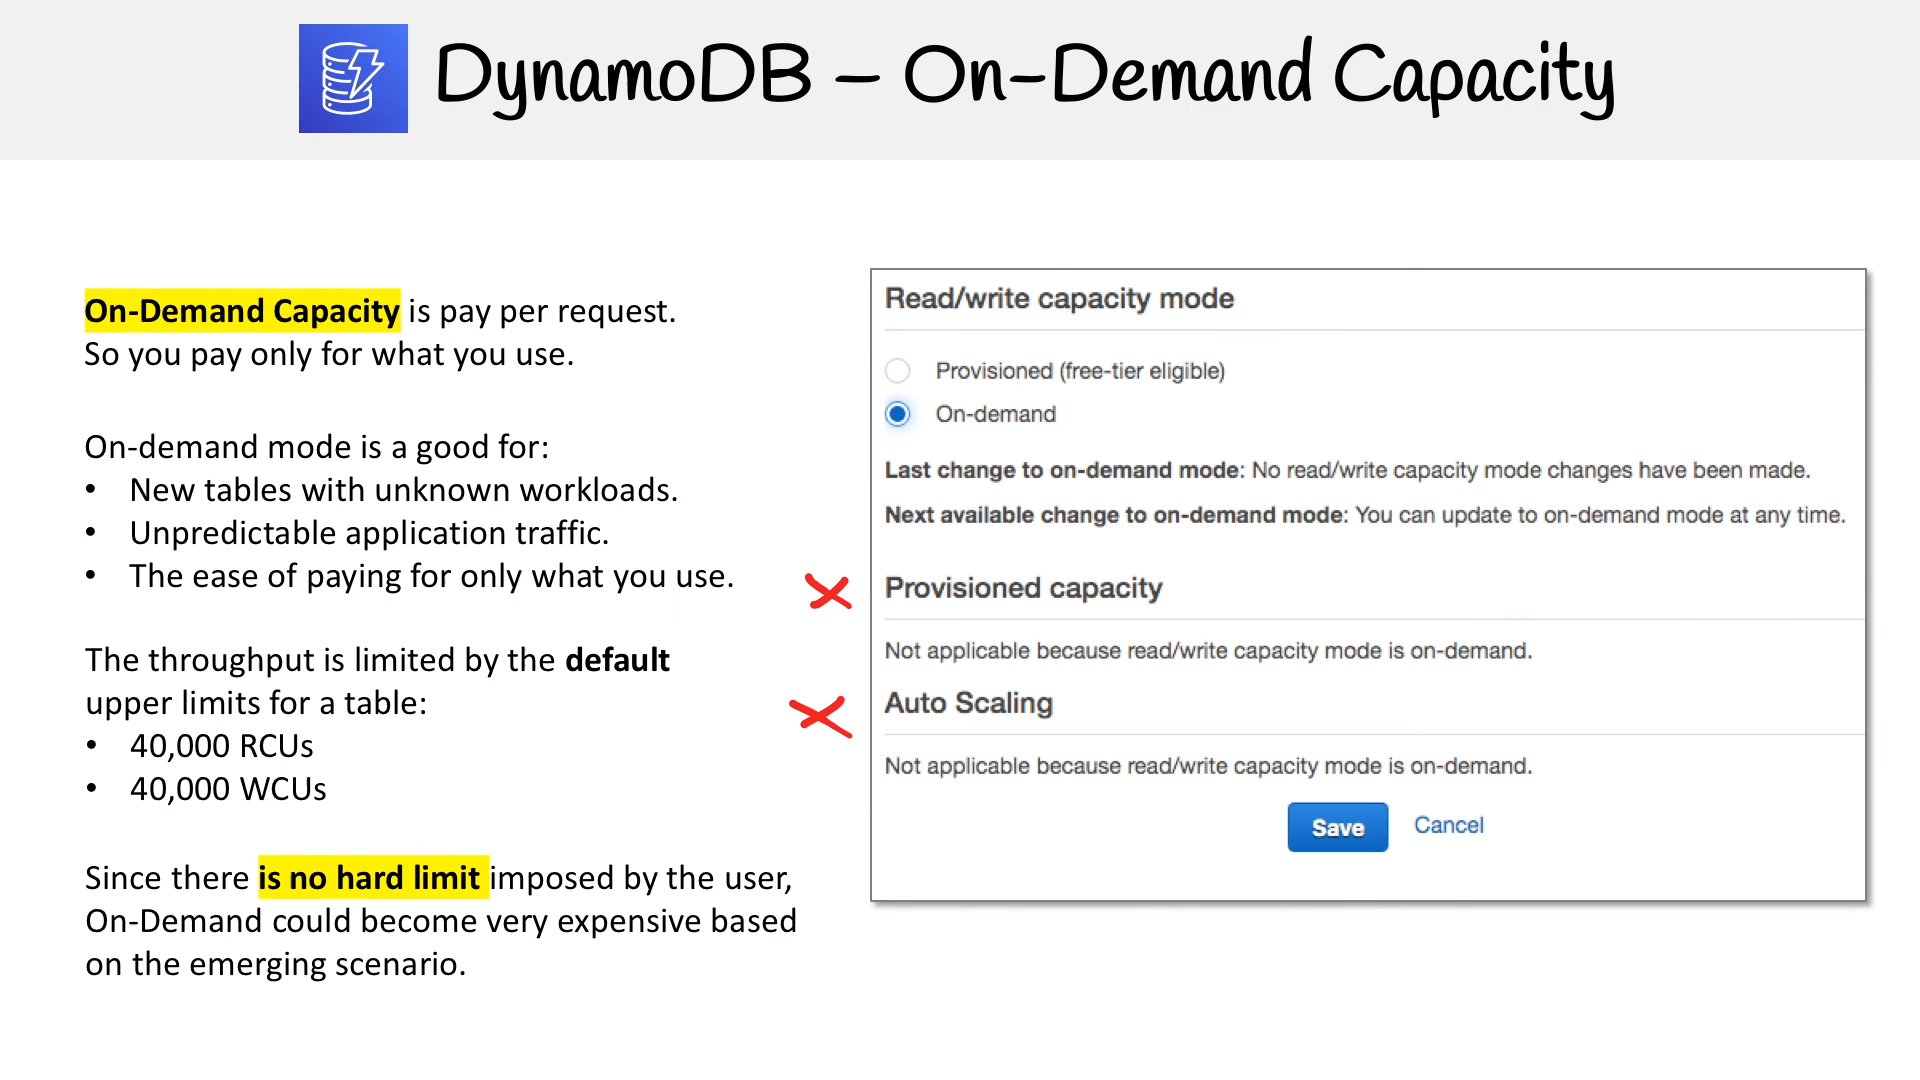 DynamoDB – On-Demand Capacity
On-Demand Capacity is pay per request.
So you pay only for what you use.
On-demand mode is a good for:
• New tables with unknown workloads.
• Unpredictable application traffic.
• The ease of paying for only what you use.
The throughput is limited by the default
upper limits for a table:
• 40,000 RCUs
• 40,000 WCUs
Since there is no hard limit imposed by the user,
On-Demand could become very expensive based
on the emerging scenario.
Read/write capacity mode
Provisioned (free-tier eligible)
On-demand
Last change to on-demand mode: No read/write capacity mode changes have been made.
Next available change to on-demand mode: You can update to on-demand mode at any time.
Provisioned capacity
Not applicable because read/write capacity mode is on-demand.
Auto Scaling
Not applicable because read/write capacity mode is on-demand.
Save Cancel